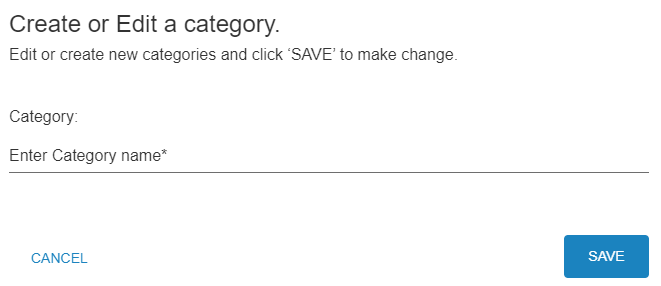 Create or Edit a category.
Edit or create new categories and click ‘SAVE’ to make change.
Category:
Enter Category name*
CANCEL
SAVE